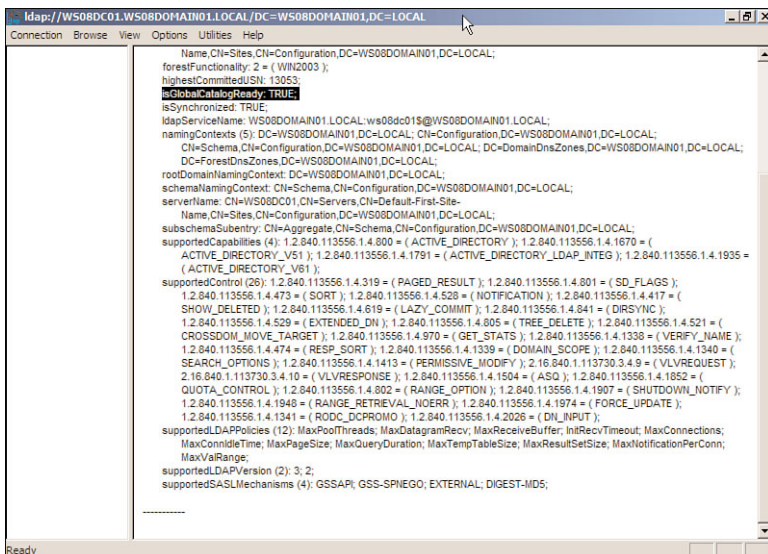 ldap://WS08DC01.WS08DOMAIN01.LOCAL/DC=WS08DOMAIN01,DC=LOCAL
Connection Browse View Options Utilities Help
Name,CN=Sites,CN=Configuration,DC=WS08DOMAIN01,DC=LOCAL;
forestFunctionality: 2 = ( WIN2003 );
highestCommittedUSN: 13053;
isGlobalCatalogReady: TRUE;
isSynchronized: TRUE;
ldapServiceName: WS08DOMAIN01.LOCAL:ws08dc01$@WS08DOMAIN01.LOCAL;
namingContexts (5): DC=WS08DOMAIN01,DC=LOCAL; CN=Configuration,DC=WS08DOMAIN01,DC=LOCAL;
CN=Schema,CN=Configuration,DC=WS08DOMAIN01,DC=LOCAL; DC=DomainDnsZones,DC=WS08DOMAIN01,DC=LOCAL;
DC=ForestDnsZones,DC=WS08DOMAIN01,DC=LOCAL;
rootDomainNamingContext: DC=WS08DOMAIN01,DC=LOCAL;
schemaNamingContext: CN=Schema,CN=Configuration,DC=WS08DOMAIN01,DC=LOCAL;
serverName: CN=WS08DC01,CN=Servers,CN=Default-First-Site-
Name,CN=Sites,CN=Configuration,DC=WS08DOMAIN01,DC=LOCAL;
subschemaSubentry: CN=Aggregate,CN=Schema,CN=Configuration,DC=WS08DOMAIN01,DC=LOCAL;
supportedCapabilities (4): 1.2.840.113556.1.4.800 = ( ACTIVE_DIRECTORY ); 1.2.840.113556.1.4.1670 = (
ACTIVE_DIRECTORY_V51 ); 1.2.840.113556.1.4.1791 = ( ACTIVE_DIRECTORY_LDAP_INTEG ); 1.2.840.113556.1.4.1935 =
( ACTIVE_DIRECTORY_V61 );
supportedControl (26): 1.2.840.113556.1.4.319 = ( PAGED_RESULT ); 1.2.840.113556.1.4.801 = ( SD_FLAGS );
1.2.840.113556.1.4.473 = ( SORT ); 1.2.840.113556.1.4.528 = ( NOTIFICATION ); 1.2.840.113556.1.4.417 = (
SHOW_DELETED ); 1.2.840.113556.1.4.619 = ( LAZY_COMMIT ); 1.2.840.113556.1.4.841 = ( DIRSYNC );
1.2.840.113556.1.4.529 = ( EXTENDED_DN ); 1.2.840.113556.1.4.805 = ( TREE_DELETE ); 1.2.840.113556.1.4.521 = (
CROSSDOM_MOVE_TARGET ); 1.2.840.113556.1.4.970 = ( GET_STATS ); 1.2.840.113556.1.4.1338 = ( VERIFY_NAME );
1.2.840.113556.1.4.474 = ( RESP_SORT ); 1.2.840.113556.1.4.1339 = ( DOMAIN_SCOPE ); 1.2.840.113556.1.4.1340 = (
SEARCH_OPTIONS ); 1.2.840.113556.1.4.1413 = ( PERMISSIVE_MODIFY ); 2.16.840.1.113730.3.4.9 = ( VLVREQUEST );
2.16.840.1.113730.3.4.10 = ( VLVRESPONSE ); 1.2.840.113556.1.4.1504 = ( ASQ ); 1.2.840.113556.1.4.1852 = (
QUOTA_CONTROL ); 1.2.840.113556.1.4.802 = ( RANGE_OPTION ); 1.2.840.113556.1.4.1907 = ( SHUTDOWN_NOTIFY );
1.2.840.113556.1.4.1948 = ( RANGE_RETRIEVAL_NOERR ); 1.2.840.113556.1.4.1974 = ( FORCE_UPDATE );
1.2.840.113556.1.4.1341 = ( RODC_DCPROMO ); 1.2.840.113556.1.4.2026 = ( DN_INPUT );
supportedLDAPPolicies (12): MaxPoolThreads; MaxDatagramRecv; MaxReceiveBuffer; InitRecvTimeout; MaxConnections;
MaxConnIdleTime; MaxPageSize; MaxQueryDuration; MaxTempTableSize; MaxResultSetSize; MaxNotificationPerConn;
MaxValRange;
supportedLDAPVersion (2): 3; 2;
supportedSASLMechanisms (4): GSSAPI; GSS-SPNEGO; EXTERNAL; DIGEST-MD5;
-----------
Ready